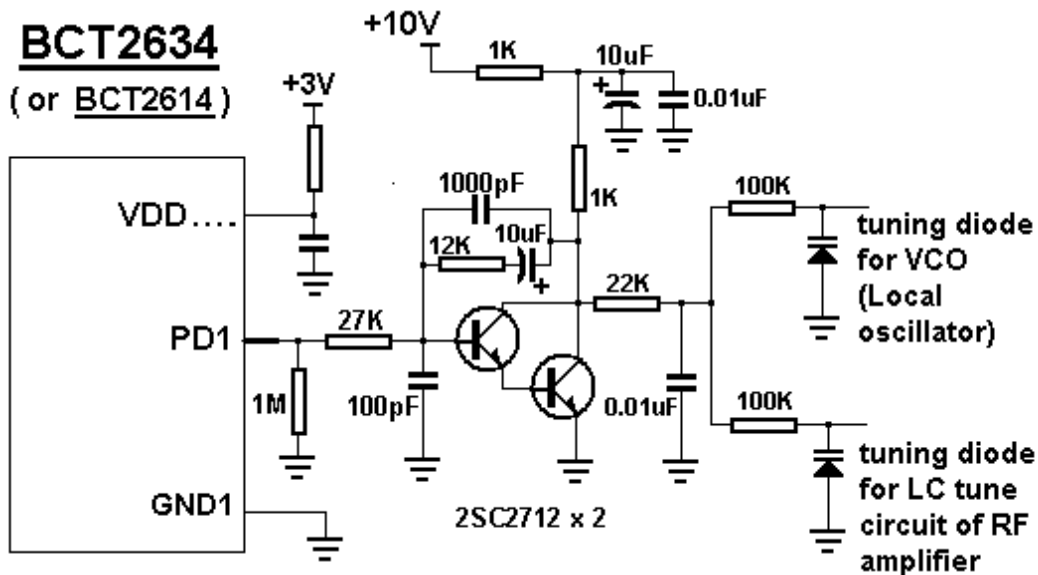 BCT2634
( or BCT2614 )
+10V
1K
10uF
0.01uF
+
+3V
1000pF
1K
100K
VDD....
12K
10uF
+
tuning diode
for VCO
(Local
oscillator)
22K
PD1
27K
1M
100pF
0.01uF
100K
tuning diode
for LC tune
circuit of RF
amplifier
GND1
2SC2712 x 2